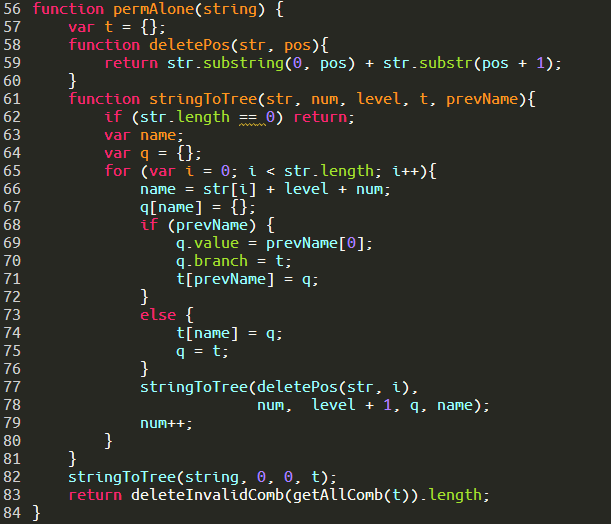 56 function permAlone(string) {
57     var t = {};
58     function deletePos(str, pos){
59         return str.substring(0, pos) + str.substr(pos + 1);
60     }
61     function stringToTree(str, num, level, t, prevName){
62         if (str.length == 0) return;
63         var name;
64         var q = {};
65         for (var i = 0; i < str.length; i++){
66             name = str[i] + level + num;
67             q[name] = {};
68             if (prevName) {
69                 q.value = prevName[0];
70                 q.branch = t;
71                 t[prevName] = q;
72             }
73             else {
74                 t[name] = q;
75                 q = t;
76             }
77             stringToTree(deletePos(str, i),
78                          num,  level + 1, q, name);
79             num++;
80         }
81     }
82     stringToTree(string, 0, 0, t);
83     return deleteInvalidComb(getAllComb(t)).length;
84 }